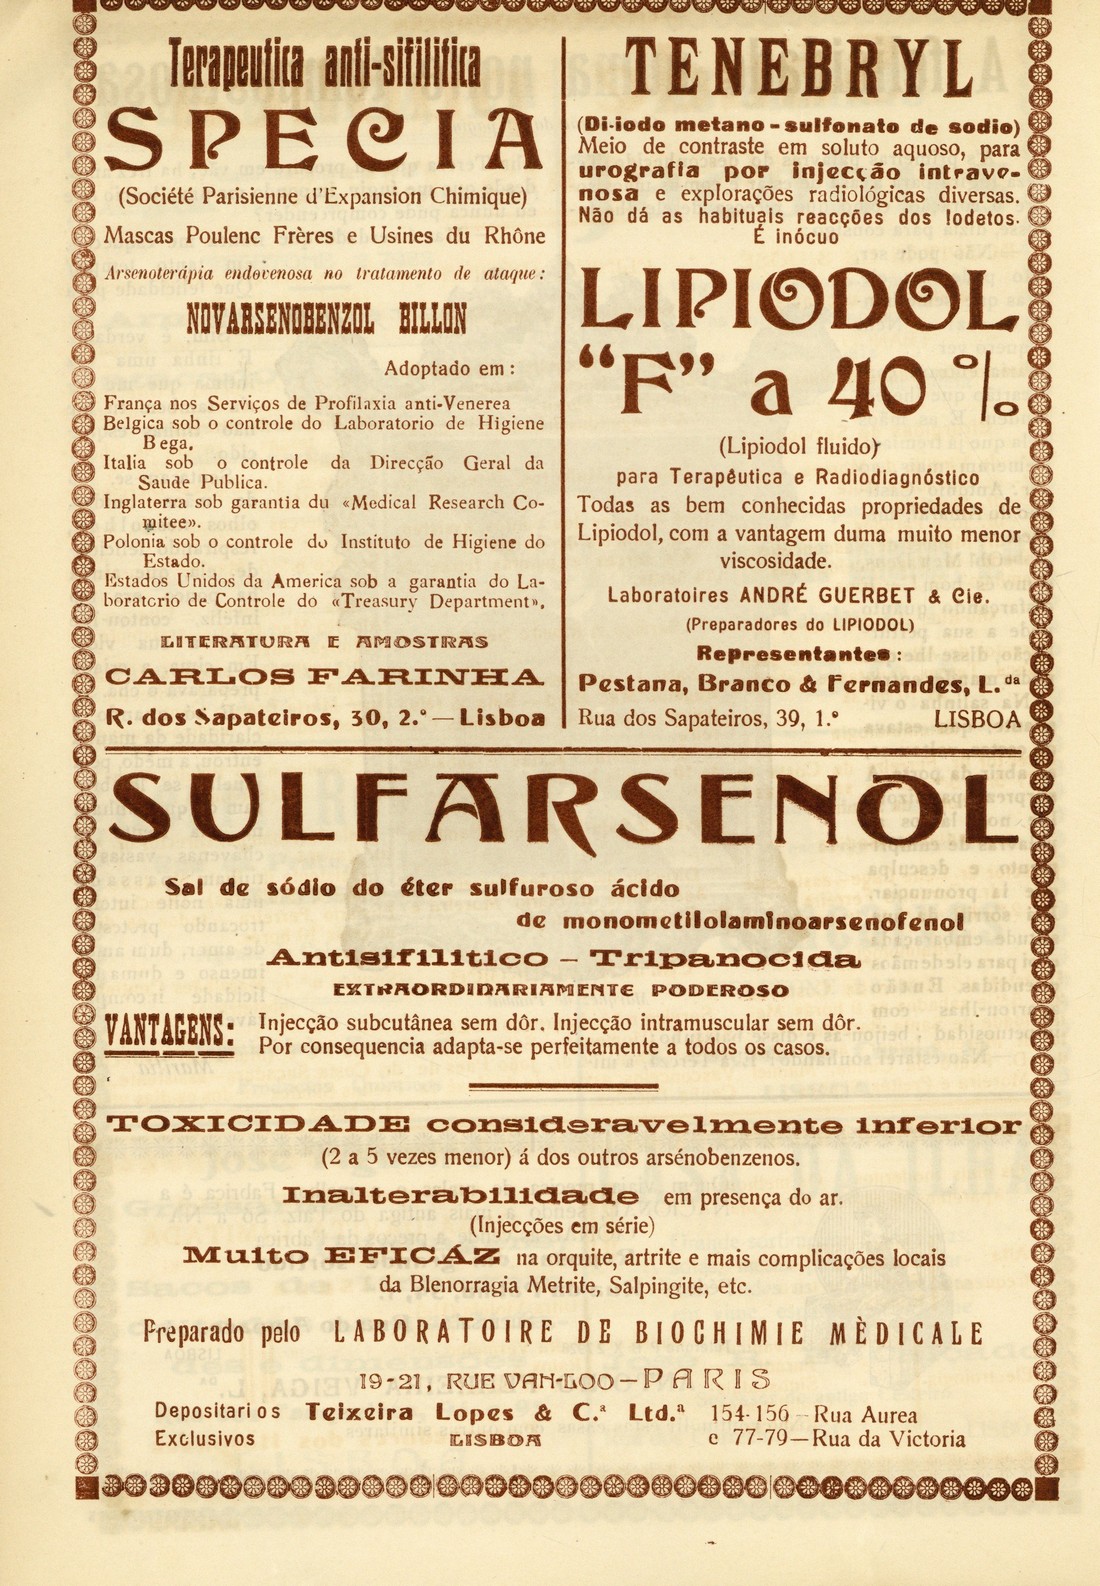 Terapeutica anti-sifilitica
SPECIA
(Société Parisienne d'Expansion Chimique)
Mascas Poulenc Frères e Usines du Rhône
Arsenoterápia endovenosa no tratamento de ataque:
NOVARSENOBENZOL BILLON
Adoptado em:
França nos Serviços de Profilaxia anti-Venerea
Belgica sob o controle do Laboratorio de Higiene
Bega.
Italia sob o controle da Direcção Geral da
Saude Publica.
Inglaterra sob garantia du «Medical Research Co-
mitee».
Polonia sob o controle do Instituto de Higiene do
Estado.
Estados Unidos da America sob a garantia do La-
boratorio de Controle do «Treasury Department».
LITERATURA E AMOSTRAS
CARLOS FARINHA
R. dos Sapateiros, 30, 2.º — Lisboa
TENEBRYL
(Di-iodo metano-sulfonato de sodio)
Meio de contraste em soluto aquoso, para
urografia por injecção intrave-
nosa e explorações radiológicas diversas.
Não dá as habituais reacções dos Iodetos.
É inócuo
LIPIODOL
“F” a 40 %
(Lipiodol fluido)
para Terapêutica e Radiodiagnóstico
Todas as bem conhecidas propriedades de
Lipiodol, com a vantagem duma muito menor
viscosidade.
Laboratoires ANDRÉ GUERBET & Cie.
(Preparadores do LIPIODOL)
Representantes:
Pestana, Branco & Fernandes, L.da
Rua dos Sapateiros, 39, 1.º LISBOA
SULFARSENOL
Sal de sódio do éter sulfuroso ácido
de monometilolaminoarsenofenol
Antisifilitico – Tripanocida
EXTRAORDINARIAMENTE PODEROSO
VANTAGENS: Injecção subcutânea sem dôr. Injecção intramuscular sem dôr.
Por consequencia adapta-se perfeitamente a todos os casos.
TOXICIDADE consideravelmente inferior
(2 a 5 vezes menor) á dos outros arsénobenzenos.
Inalterabilidade em presença do ar.
(Injecções em série)
Muito EFICÁZ na orquite, artrite e mais complicações locais
da Blenorragia Metrite, Salpingite, etc.
Preparado pelo LABORATOIRE DE BIOCHIMIE MÈDICALE
19-21, RUE VAN-LOO — PARIS
Depositarios Teixeira Lopes & C.ª Ltd.ª 154-156 – Rua Aurea
Exclusivos LISBOA e 77-79—Rua da Victoria